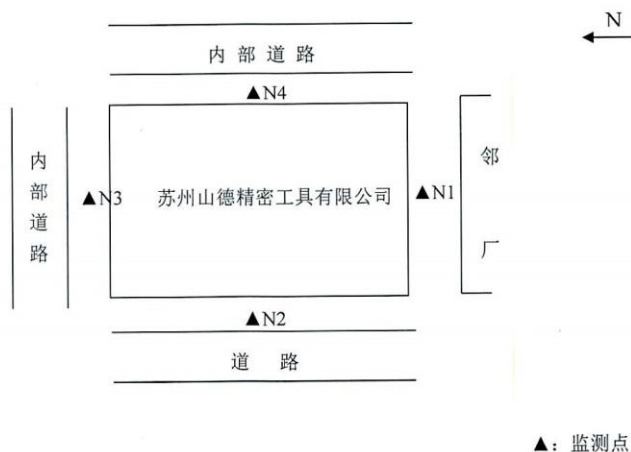 N
内部道路
▲N4
内部道路
▲N3
苏州山德精密工具有限公司
▲N1
邻厂
▲N2
道路
▲：监测点